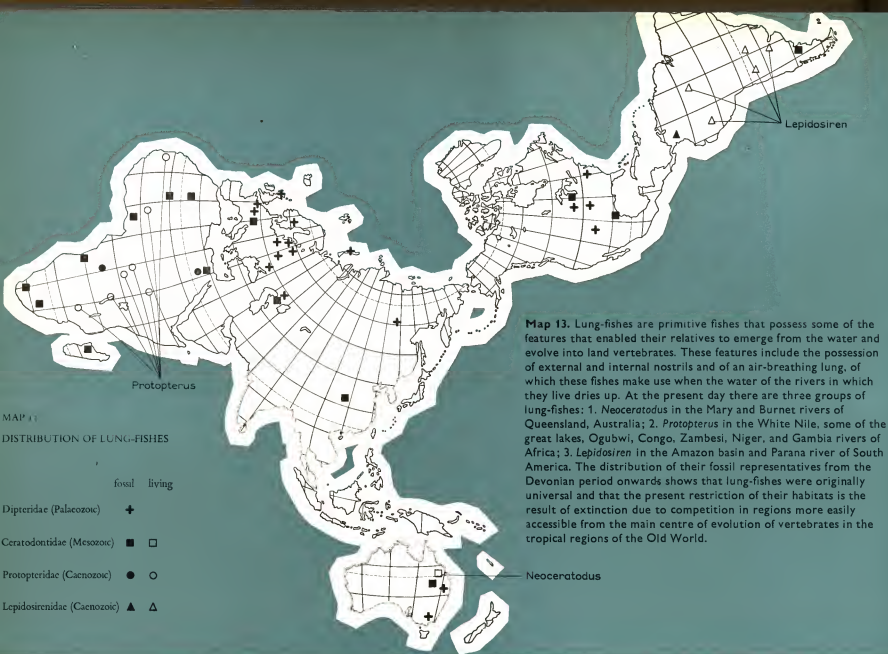 2
Lepidosiren
Protopterus
Neoceratodus
Map 13. Lung-fishes are primitive fishes that possess some of the
features that enabled their relatives to emerge from the water and
evolve into land vertebrates. These features include the possession
of external and internal nostrils and of an air-breathing lung, of
which these fishes make use when the water of the rivers in which
they live dries up. At the present day there are three groups of
lung-fishes: 1. Neoceratodus in the Mary and Burnet rivers of
Queensland, Australia; 2. Protopterus in the White Nile, some of the
great lakes, Ogubwi, Congo, Zambesi, Niger, and Gambia rivers of
Africa; 3. Lepidosiren in the Amazon basin and Parana river of South
America. The distribution of their fossil representatives from the
Devonian period onwards shows that lung-fishes were originally
universal and that the present restriction of their habitats is the
result of extinction due to competition in regions more easily
accessible from the main centre of evolution of vertebrates in the
tropical regions of the Old World.
MAP 13
DISTRIBUTION OF LUNG-FISHES
fossil living
Dipteridae (Palaeozoic)
Ceratodontidae (Mesozoic)
Protopteridae (Caenozoic)
Lepidosirenidae (Caenozoic)